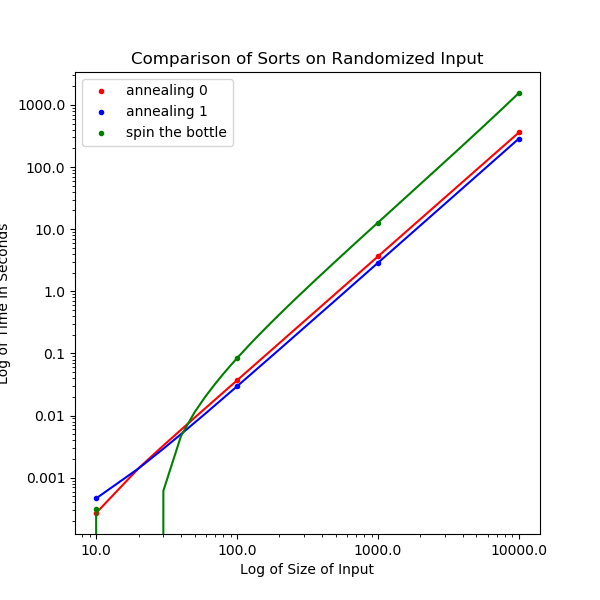 Comparison of Sorts on Randomized Input
annealing 0
annealing 1
spin the bottle
1000.0
100.0
10.0
1.0
0.1
0.01
0.001
Log of Time in Seconds
10.0
100.0
1000.0
10000.0
Log of Size of Input